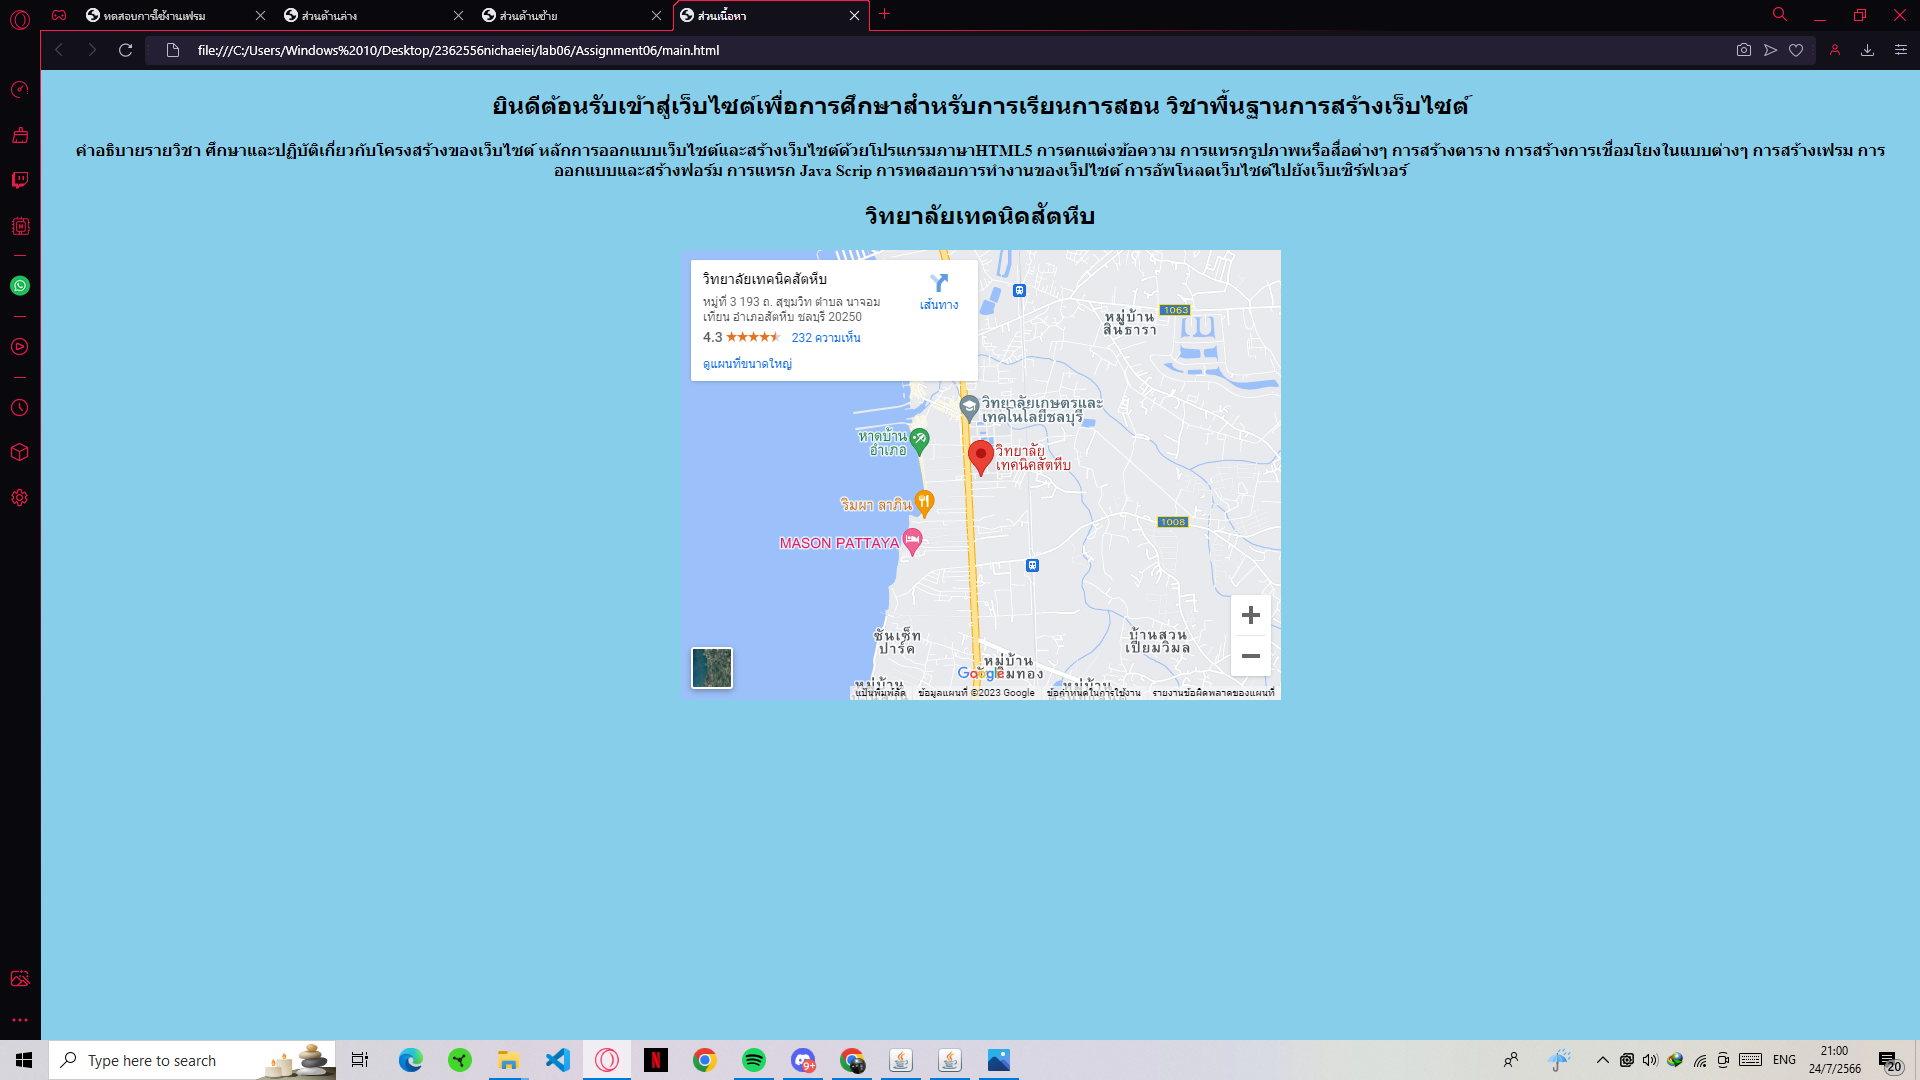 ทดสอบการใช้งานเฟรม
ส่วนด้านล่าง
ส่วนด้านซ้าย
ส่วนเนื้อหา
file:///C:/Users/Windows%2010/Desktop/2362556nichaeiei/lab06/Assignment06/main.html
ยินดีต้อนรับเข้าสู่เว็บไซต์เพื่อการศึกษาสำหรับการเรียนการสอน วิชาพื้นฐานการสร้างเว็บไซต์
คำอธิบายรายวิชา ศึกษาและปฏิบัติเกี่ยวกับโครงสร้างของเว็บไซต์ หลักการออกแบบเว็บไซต์และสร้างเว็บไซต์ด้วยโปรแกรมภาษาHTML5 การตกแต่งข้อความ การแทรกรูปภาพหรือสื่อต่างๆ การสร้างตาราง การสร้างการเชื่อมโยงในแบบต่างๆ การสร้างเฟรม การ
ออกแบบและสร้างฟอร์ม การแทรก Java Scrip การทดสอบการทำงานของเว็ปไซต์ การอัพโหลดเว็บไซต์ไปยังเว็บเซิร์ฟเวอร์
วิทยาลัยเทคนิคสัตหีบ
วิทยาลัยเทคนิคสัตหีบ
หมู่ที่ 3 193 ถ. สุขุมวิท ตำบล นาจอม
เทียน อำเภอสัตหีบ ชลบุรี 20250
เส้นทาง
4.3 232 ความเห็น
ดูแผนที่ขนาดใหญ่
หมู่บ้าน
สินธารา
1063
วิทยาลัยเกษตรและ
เทคโนโลยีชลบุรี
หาดบ้าน
อำเภอ
วิทยาลัย
เทคนิคสัตหีบ
ริมผา ลาภิน
1008
MASON PATTAYA
ซันเซ็ท
ปาร์ค
บ้านสวน
เปี่ยมวิมล
หมู่บ้าน
Google
หมู่บ้าน
หมู่บ้าน
แป้นพิมพ์ลัด ข้อมูลแผนที่ ©2023 Google ข้อกำหนดในการใช้งาน รายงานข้อผิดพลาดของแผนที่
Type here to search
9+
ENG
21:00
24/7/2566
20